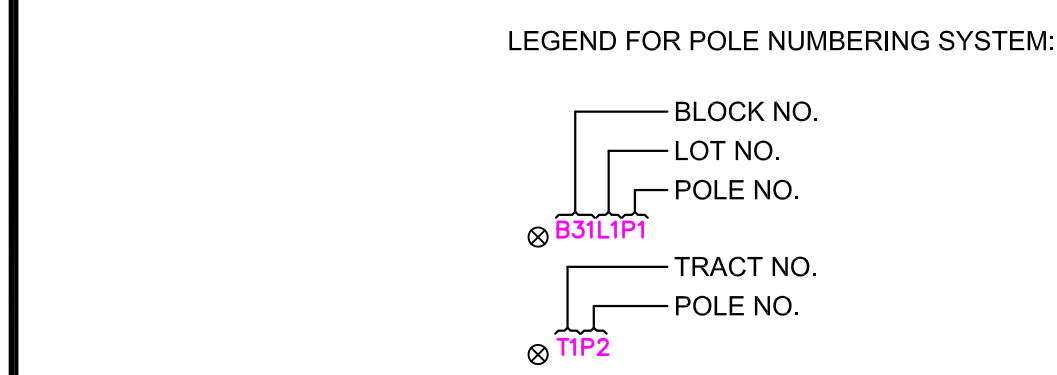 LEGEND FOR POLE NUMBERING SYSTEM:
BLOCK NO.
LOT NO.
POLE NO.
B31L1P1
TRACT NO.
POLE NO.
T1P2